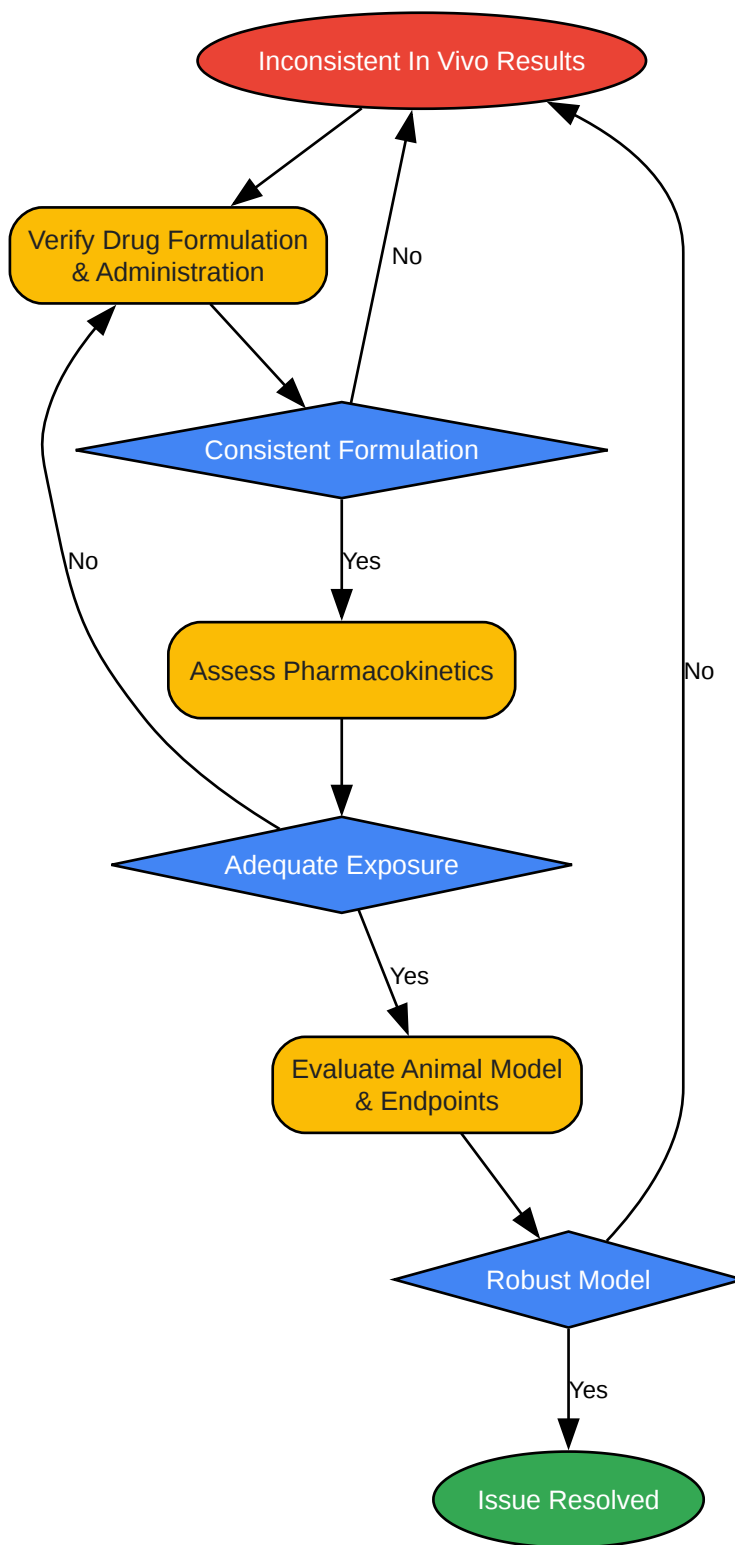 Inconsistent In Vivo Results
Verify Drug Formulation
& Administration
No
Consistent Formulation
No
Yes
Assess Pharmacokinetics
No
Adequate Exposure
Yes
Evaluate Animal Model
& Endpoints
Robust Model
Yes
Issue Resolved